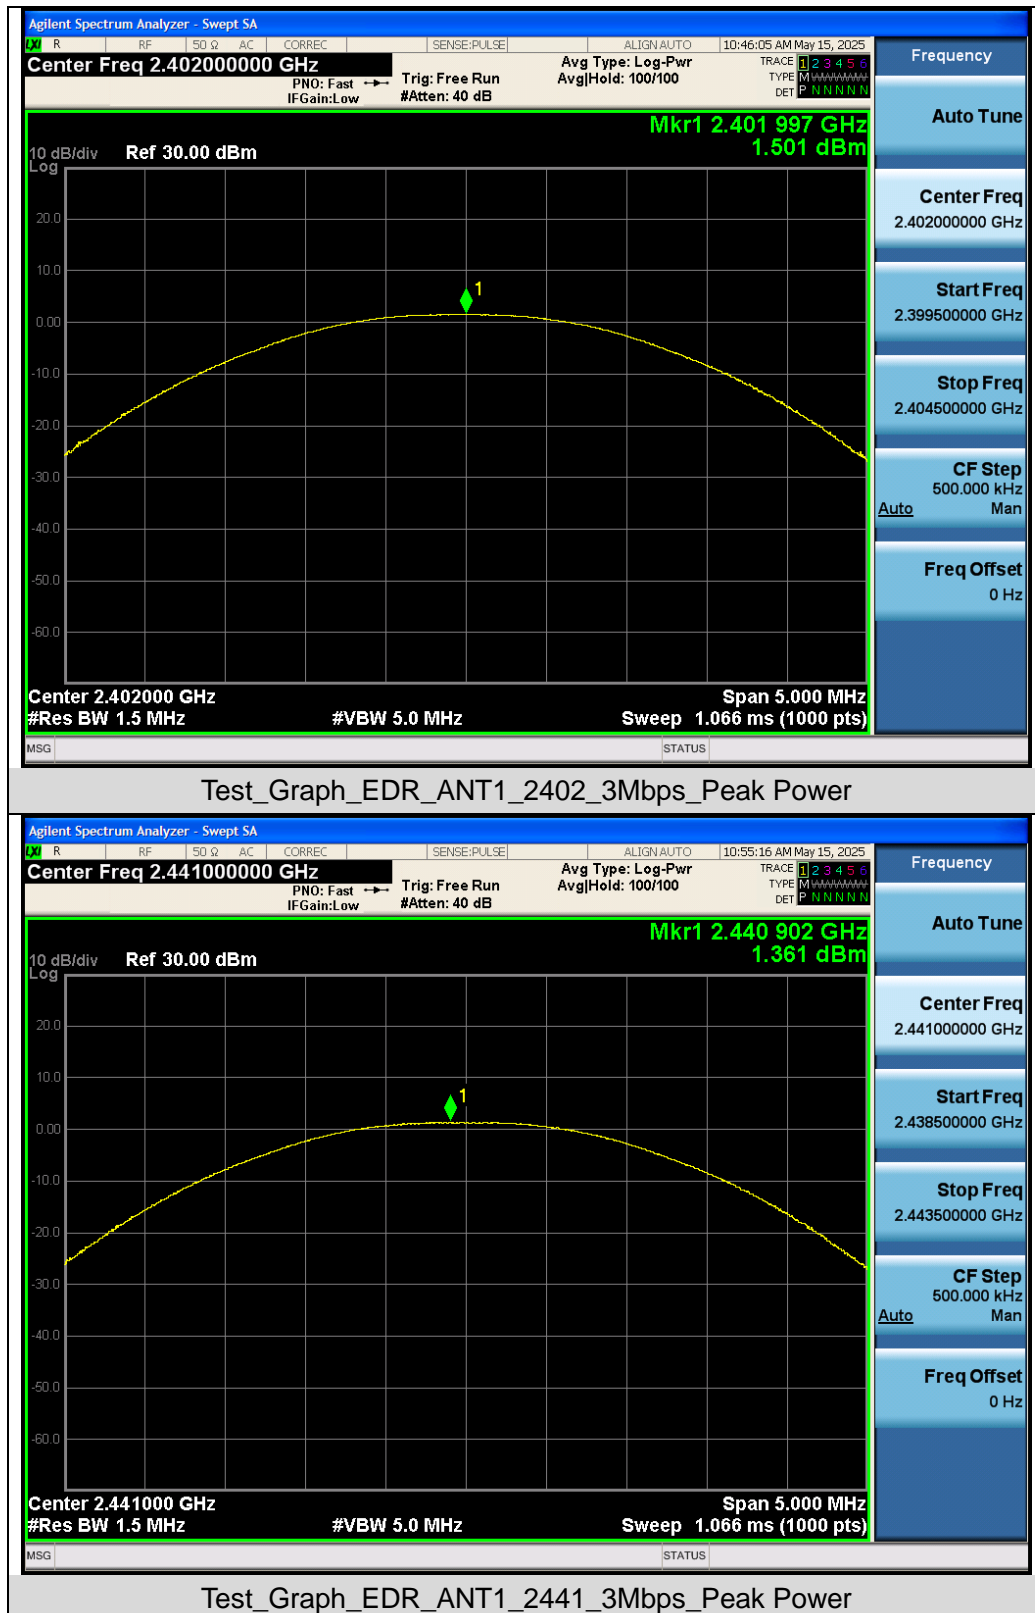 Agilent Spectrum Analyzer - Swept SA
LXI R RF 50 Ω AC CORREC SENSE:PULSE ALIGN AUTO 10:46:05 AM May 15, 2025
Center Freq 2.402000000 GHz
PNO: Fast
IFGain:Low
Trig: Free Run
#Atten: 40 dB
Avg Type: Log-Pwr
Avg|Hold: 100/100
TRACE 1 2 3 4 5 6
TYPE M WWWWW
DET P N N N N N
Mkr1 2.401 997 GHz
1.501 dBm
10 dB/div Ref 30.00 dBm
Log
20.0
10.0
1
0.00
-10.0
-20.0
-30.0
-40.0
-50.0
-60.0
Center 2.402000 GHz Span 5.000 MHz
#Res BW 1.5 MHz #VBW 5.0 MHz Sweep 1.066 ms (1000 pts)
MSG STATUS
Frequency
Auto Tune
Center Freq
2.402000000 GHz
Start Freq
2.399500000 GHz
Stop Freq
2.404500000 GHz
CF Step
500.000 kHz
Auto Man
Freq Offset
0 Hz
Test_Graph_EDR_ANT1_2402_3Mbps_Peak Power
Agilent Spectrum Analyzer - Swept SA
LXI R RF 50 Ω AC CORREC SENSE:PULSE ALIGN AUTO 10:55:16 AM May 15, 2025
Center Freq 2.441000000 GHz
PNO: Fast
IFGain:Low
Trig: Free Run
#Atten: 40 dB
Avg Type: Log-Pwr
Avg|Hold: 100/100
TRACE 1 2 3 4 5 6
TYPE M WWWWW
DET P N N N N N
Mkr1 2.440 902 GHz
1.361 dBm
10 dB/div Ref 30.00 dBm
Log
20.0
10.0
1
0.00
-10.0
-20.0
-30.0
-40.0
-50.0
-60.0
Center 2.441000 GHz Span 5.000 MHz
#Res BW 1.5 MHz #VBW 5.0 MHz Sweep 1.066 ms (1000 pts)
MSG STATUS
Frequency
Auto Tune
Center Freq
2.441000000 GHz
Start Freq
2.438500000 GHz
Stop Freq
2.443500000 GHz
CF Step
500.000 kHz
Auto Man
Freq Offset
0 Hz
Test_Graph_EDR_ANT1_2441_3Mbps_Peak Power